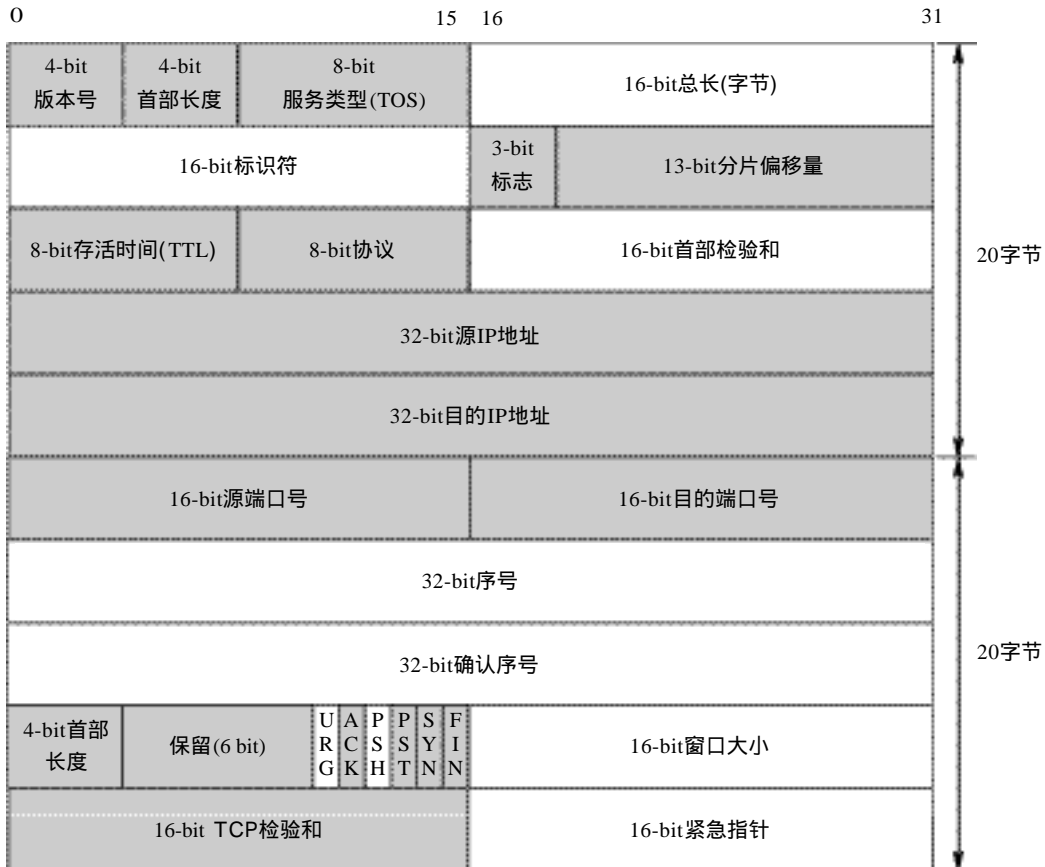 0 15 16 31
4-bit
版本号
4-bit
首部长度
8-bit
服务类型(TOS)
16-bit总长(字节)
16-bit标识符
3-bit
标志
13-bit分片偏移量
8-bit存活时间(TTL)
8-bit协议
16-bit首部检验和
20字节
32-bit源IP地址
32-bit目的IP地址
16-bit源端口号
16-bit目的端口号
32-bit序号
32-bit确认序号
20字节
4-bit首部
长度
保留(6 bit)
URG
ACK
PSH
PST
SYN
FIN
16-bit窗口大小
16-bit TCP检验和
16-bit紧急指针